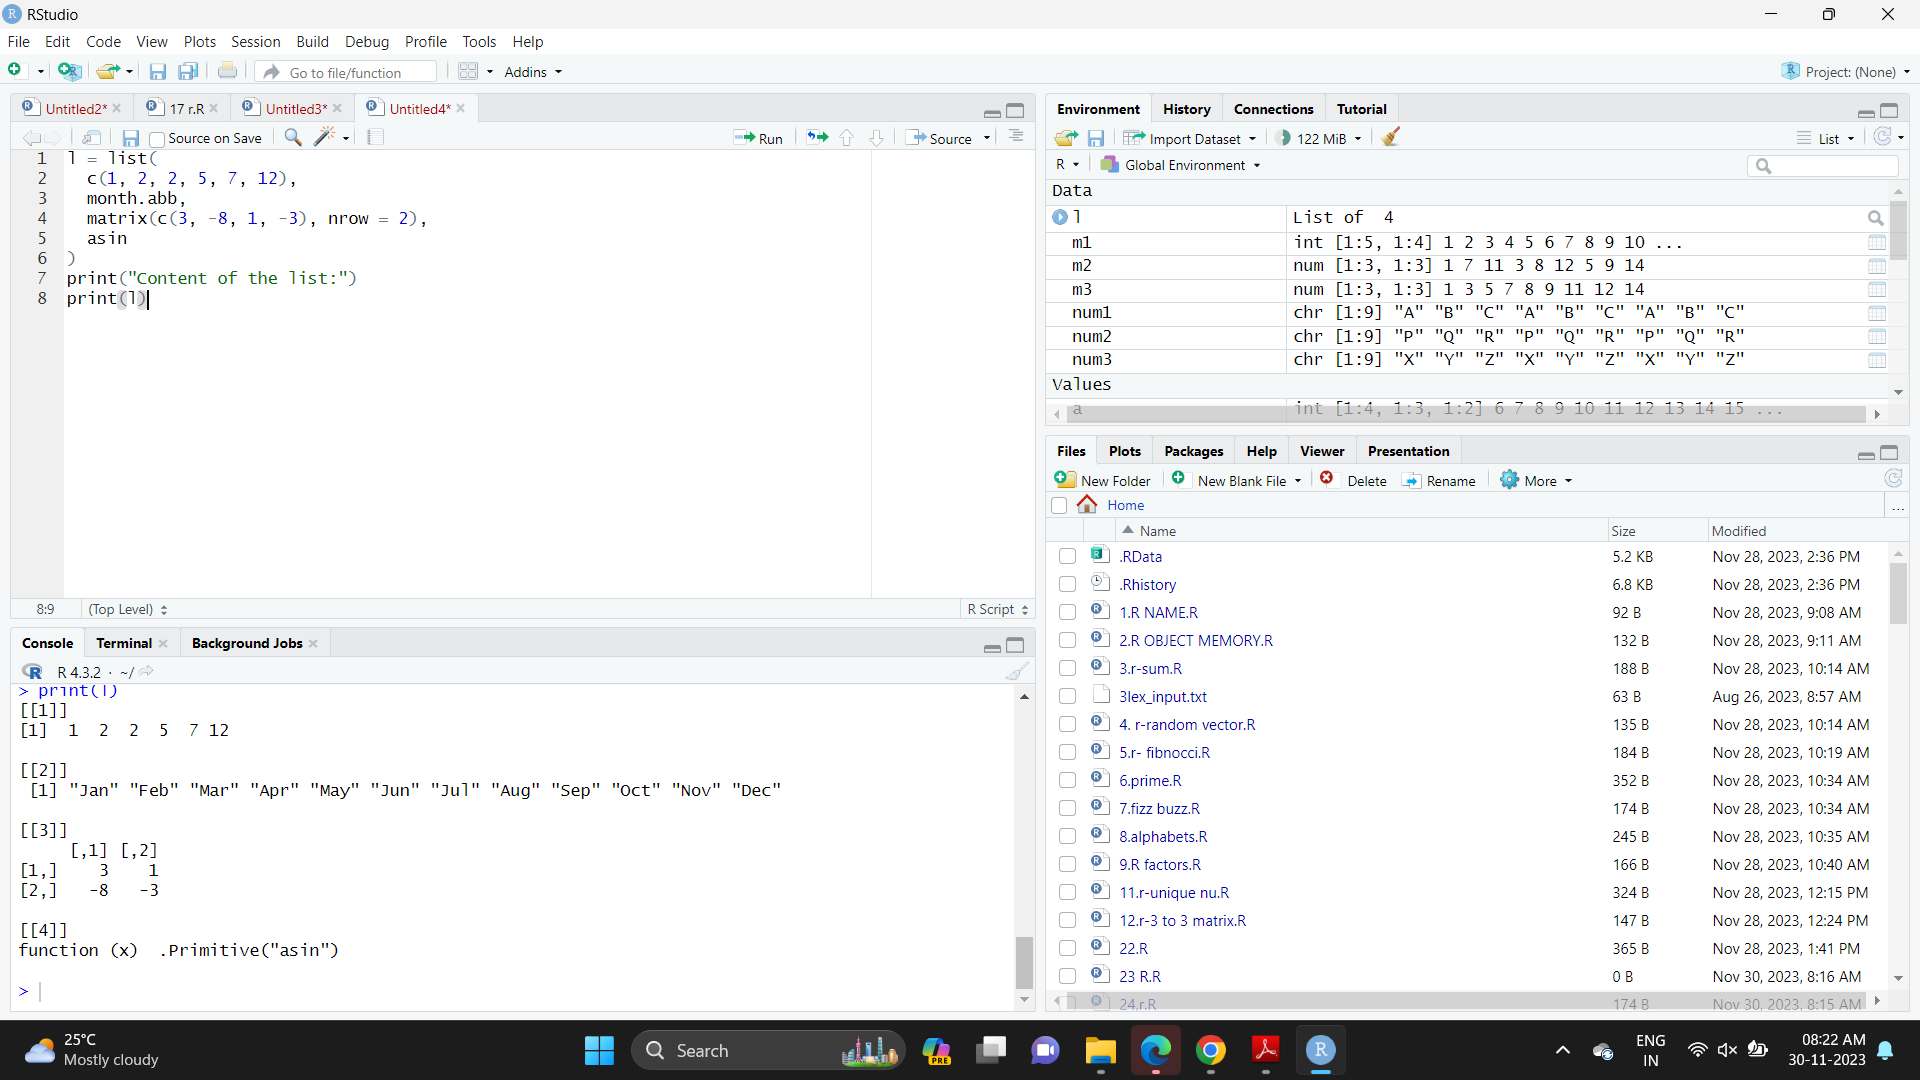 RStudio
File Edit Code View Plots Session Build Debug Profile Tools Help
Go to file/function Addins Project: (None)
Untitled2* 17 r.R Untitled3* Untitled4*
Source on Save Run Source
1 l = list(
2 c(1, 2, 2, 5, 7, 12),
3 month.abb,
4 matrix(c(3, -8, 1, -3), nrow = 2),
5 asin
6 )
7 print("Content of the list:")
8 print(l)
8:9 (Top Level) R Script
Console Terminal Background Jobs
R 4.3.2 · ~/
> print(l)
[[1]]
[1] 1 2 2 5 7 12
[[2]]
[1] "Jan" "Feb" "Mar" "Apr" "May" "Jun" "Jul" "Aug" "Sep" "Oct" "Nov" "Dec"
[[3]]
[,1] [,2]
[1,] 3 1
[2,] -8 -3
[[4]]
function (x) .Primitive("asin")
>
Environment History Connections Tutorial
Import Dataset 122 MiB List
R Global Environment
Data
l List of 4
m1 int [1:5, 1:4] 1 2 3 4 5 6 7 8 9 10 ...
m2 num [1:3, 1:3] 1 7 11 3 8 12 5 9 14
m3 num [1:3, 1:3] 1 3 5 7 8 9 11 12 14
num1 chr [1:9] "A" "B" "C" "A" "B" "C" "A" "B" "C"
num2 chr [1:9] "P" "Q" "R" "P" "Q" "R" "P" "Q" "R"
num3 chr [1:9] "X" "Y" "Z" "X" "Y" "Z" "X" "Y" "Z"
Values
a int [1:4, 1:3, 1:2] 6 7 8 9 10 11 12 13 14 15 ...
Files Plots Packages Help Viewer Presentation
New Folder New Blank File Delete Rename More
Home ...
Name Size Modified
.RData 5.2 KB Nov 28, 2023, 2:36 PM
.Rhistory 6.8 KB Nov 28, 2023, 2:36 PM
1.R NAME.R 92 B Nov 28, 2023, 9:08 AM
2.R OBJECT MEMORY.R 132 B Nov 28, 2023, 9:11 AM
3.r-sum.R 188 B Nov 28, 2023, 10:14 AM
3lex_input.txt 63 B Aug 26, 2023, 8:57 AM
4. r-random vector.R 135 B Nov 28, 2023, 10:14 AM
5.r- fibnocci.R 184 B Nov 28, 2023, 10:19 AM
6.prime.R 352 B Nov 28, 2023, 10:34 AM
7.fizz buzz.R 174 B Nov 28, 2023, 10:34 AM
8.alphabets.R 245 B Nov 28, 2023, 10:35 AM
9.R factors.R 166 B Nov 28, 2023, 10:40 AM
11.r-unique nu.R 324 B Nov 28, 2023, 12:15 PM
12.r-3 to 3 matrix.R 147 B Nov 28, 2023, 12:24 PM
22.R 365 B Nov 28, 2023, 1:41 PM
23 R.R 0 B Nov 30, 2023, 8:16 AM
24.r.R 174 B Nov 30, 2023, 8:15 AM
25°C
Mostly cloudy
Search
PRE
ENG
IN
08:22 AM
30-11-2023